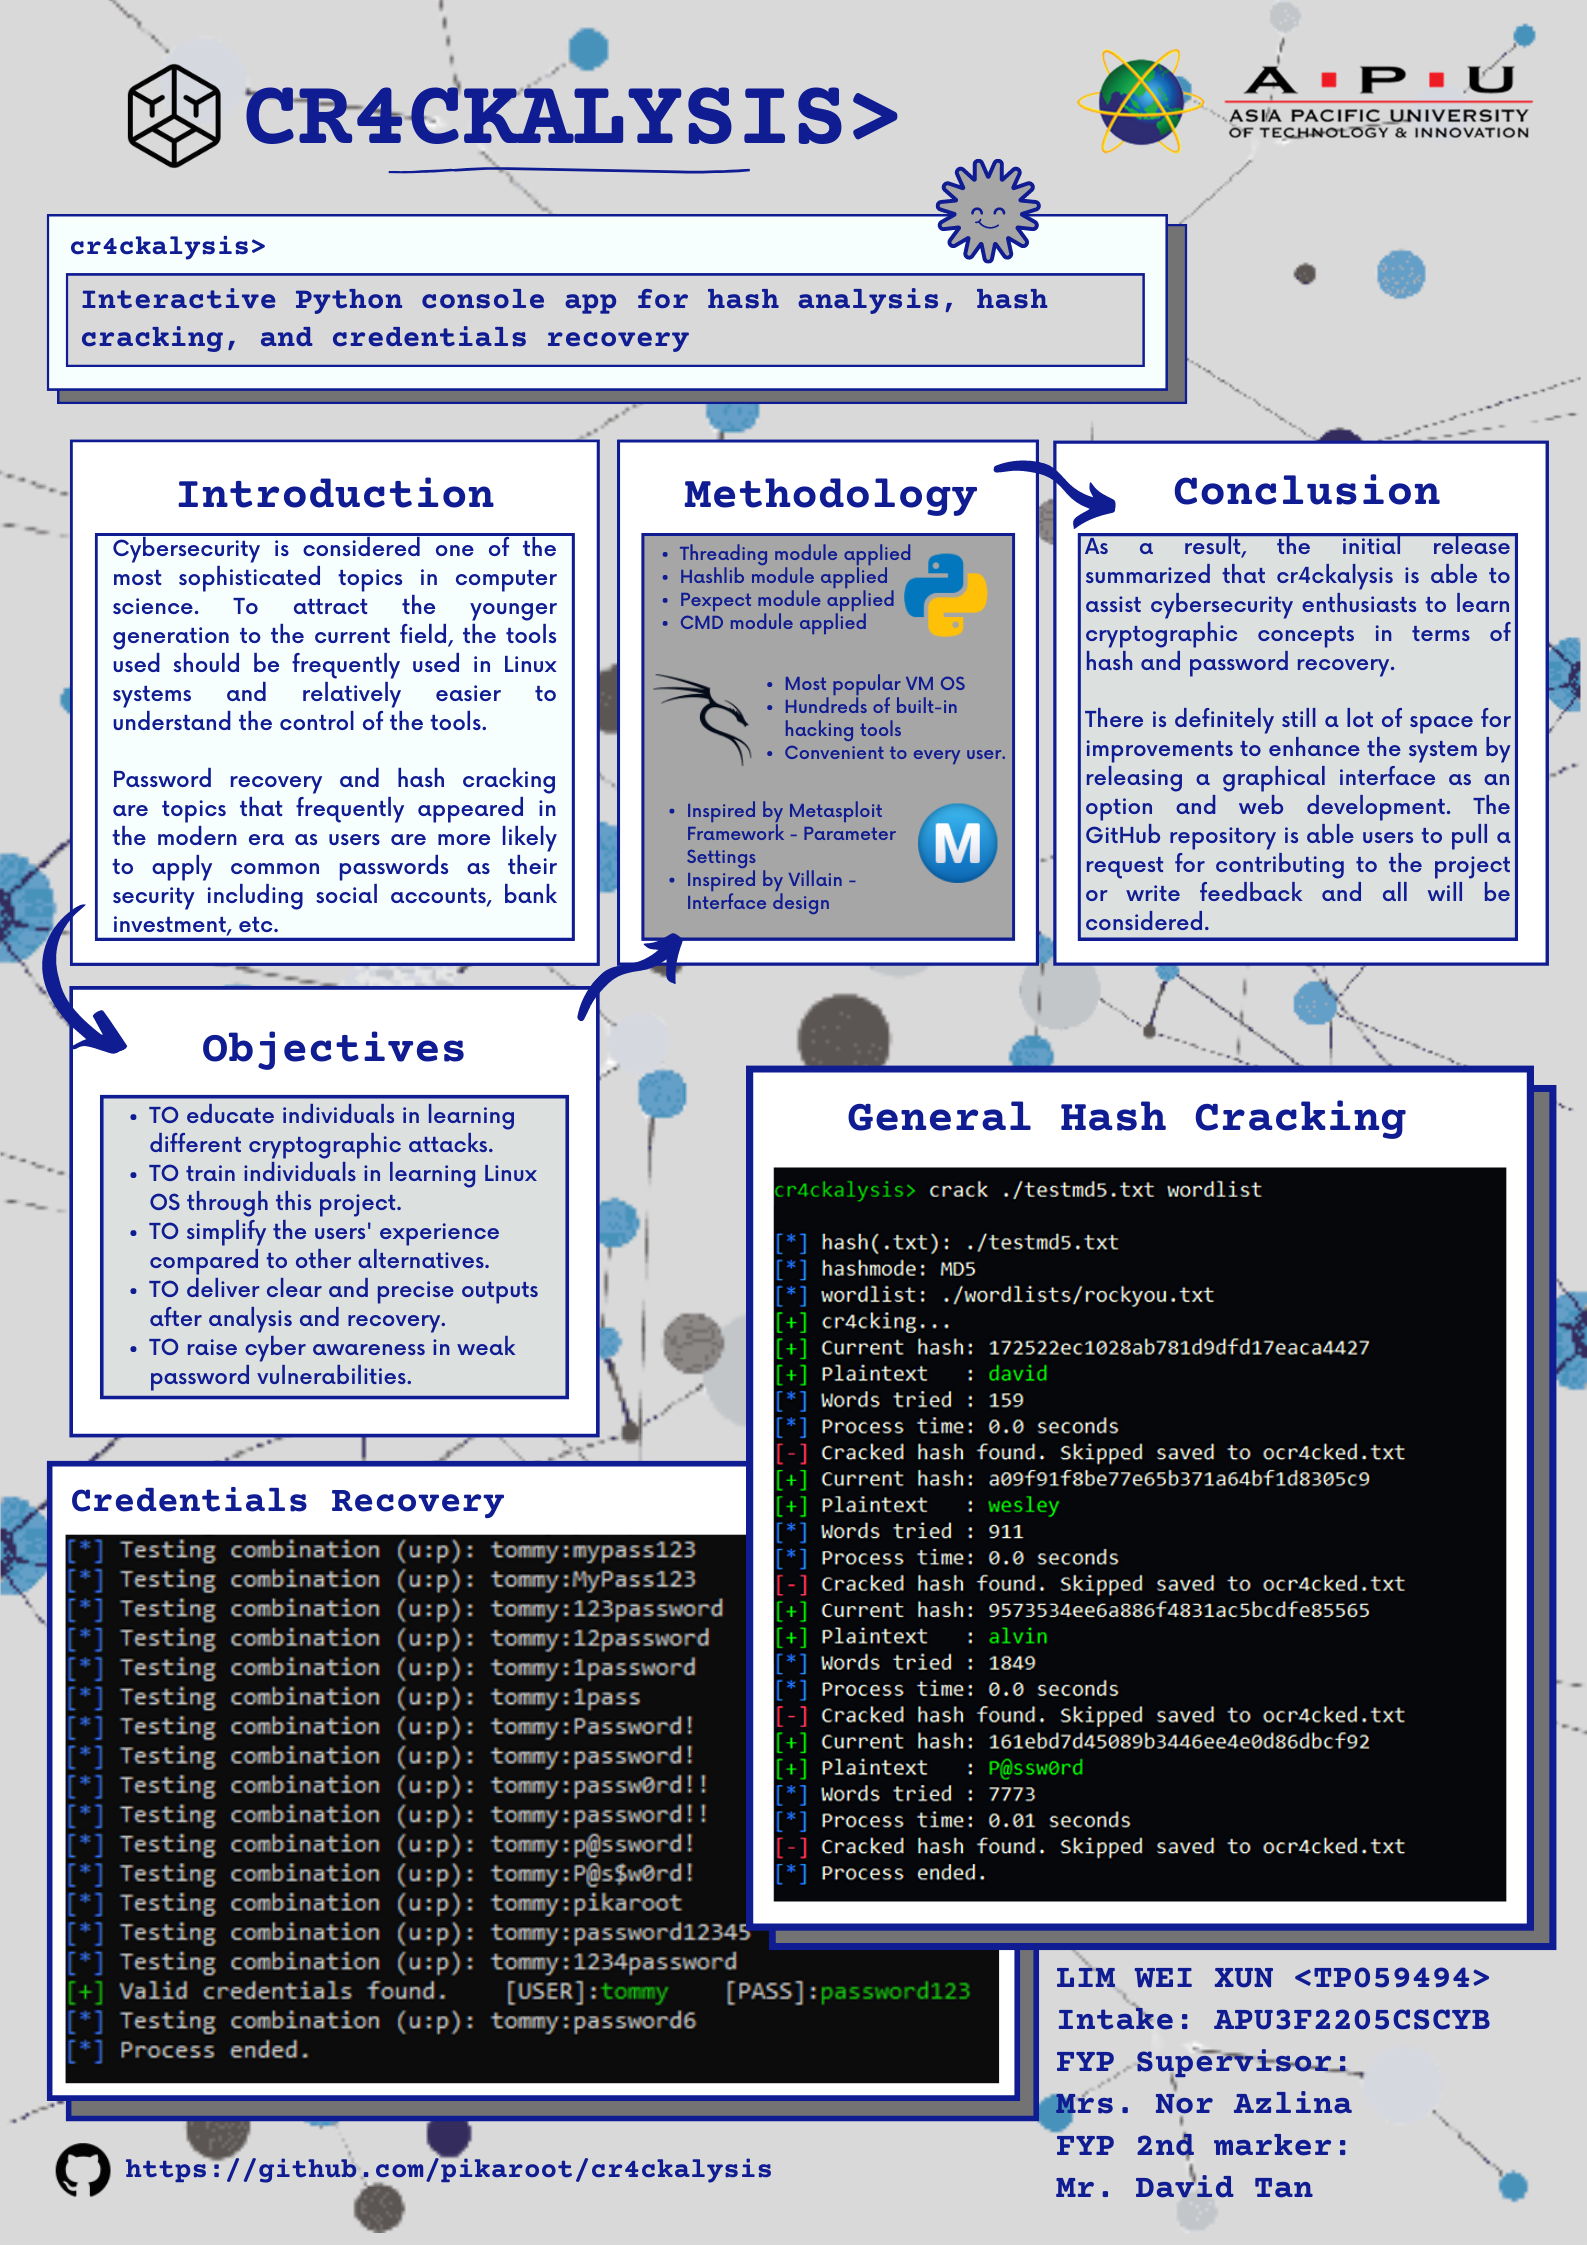 CR4CKALYSIS>
A·P·U
ASIA PACIFIC UNIVERSITY
OF TECHNOLOGY & INNOVATION
cr4ckalysis>
Interactive Python console app for hash analysis, hash
cracking, and credentials recovery
Introduction
Cybersecurity is considered one of the
most sophisticated topics in computer
science. To attract the younger
generation to the current field, the tools
used should be frequently used in Linux
systems and relatively easier to
understand the control of the tools.
Password recovery and hash cracking
are topics that frequently appeared in
the modern era as users are more likely
to apply common passwords as their
security including social accounts, bank
investment, etc.
Objectives
• TO educate individuals in learning
different cryptographic attacks.
• TO train individuals in learning Linux
OS through this project.
• TO simplify the users' experience
compared to other alternatives.
• TO deliver clear and precise outputs
after analysis and recovery.
• TO raise cyber awareness in weak
password vulnerabilities.
Methodology
• Threading module applied
• Hashlib module applied
• Pexpect module applied
• CMD module applied
• Most popular VM OS
• Hundreds of built-in
hacking tools
• Convenient to every user.
• Inspired by Metasploit
Framework - Parameter
Settings
• Inspired by Villain -
Interface design
M
Conclusion
As a result, the initial release
summarized that cr4ckalysis is able to
assist cybersecurity enthusiasts to learn
cryptographic concepts in terms of
hash and password recovery.
There is definitely still a lot of space for
improvements to enhance the system by
releasing a graphical interface as an
option and web development. The
GitHub repository is able users to pull a
request for contributing to the project
or write feedback and all will be
considered.
General Hash Cracking
cr4ckalysis> crack ./testmd5.txt wordlist
[*] hash(.txt): ./testmd5.txt
[*] hashmode: MD5
[*] wordlist: ./wordlists/rockyou.txt
[+] cr4cking...
[+] Current hash: 172522ec1028ab781d9dfd17eaca4427
[+] Plaintext   : david
[*] Words tried : 159
[*] Process time: 0.0 seconds
[-] Cracked hash found. Skipped saved to ocr4cked.txt
[+] Current hash: a09f91f8be77e65b371a64bf1d8305c9
[+] Plaintext   : wesley
[*] Words tried : 911
[*] Process time: 0.0 seconds
[-] Cracked hash found. Skipped saved to ocr4cked.txt
[+] Current hash: 9573534ee6a886f4831ac5bcdfe85565
[+] Plaintext   : alvin
[*] Words tried : 1849
[*] Process time: 0.0 seconds
[-] Cracked hash found. Skipped saved to ocr4cked.txt
[+] Current hash: 161ebd7d45089b3446ee4e0d86dbcf92
[+] Plaintext   : P@ssw0rd
[*] Words tried : 7773
[*] Process time: 0.01 seconds
[-] Cracked hash found. Skipped saved to ocr4cked.txt
[*] Process ended.
Credentials Recovery
[*] Testing combination (u:p): tommy:mypass123
[*] Testing combination (u:p): tommy:MyPass123
[*] Testing combination (u:p): tommy:123password
[*] Testing combination (u:p): tommy:12password
[*] Testing combination (u:p): tommy:1password
[*] Testing combination (u:p): tommy:1pass
[*] Testing combination (u:p): tommy:Password!
[*] Testing combination (u:p): tommy:password!
[*] Testing combination (u:p): tommy:passw0rd!!
[*] Testing combination (u:p): tommy:password!!
[*] Testing combination (u:p): tommy:p@ssword!
[*] Testing combination (u:p): tommy:P@s$w0rd!
[*] Testing combination (u:p): tommy:pikaroot
[*] Testing combination (u:p): tommy:password12345
[*] Testing combination (u:p): tommy:1234password
[+] Valid credentials found.    [USER]:tommy    [PASS]:password123
[*] Testing combination (u:p): tommy:password6
[*] Process ended.
LIM WEI XUN <TP059494>
Intake: APU3F2205CSCYB
FYP Supervisor:
Mrs. Nor Azlina
FYP 2nd marker:
Mr. David Tan
https://github.com/pikaroot/cr4ckalysis